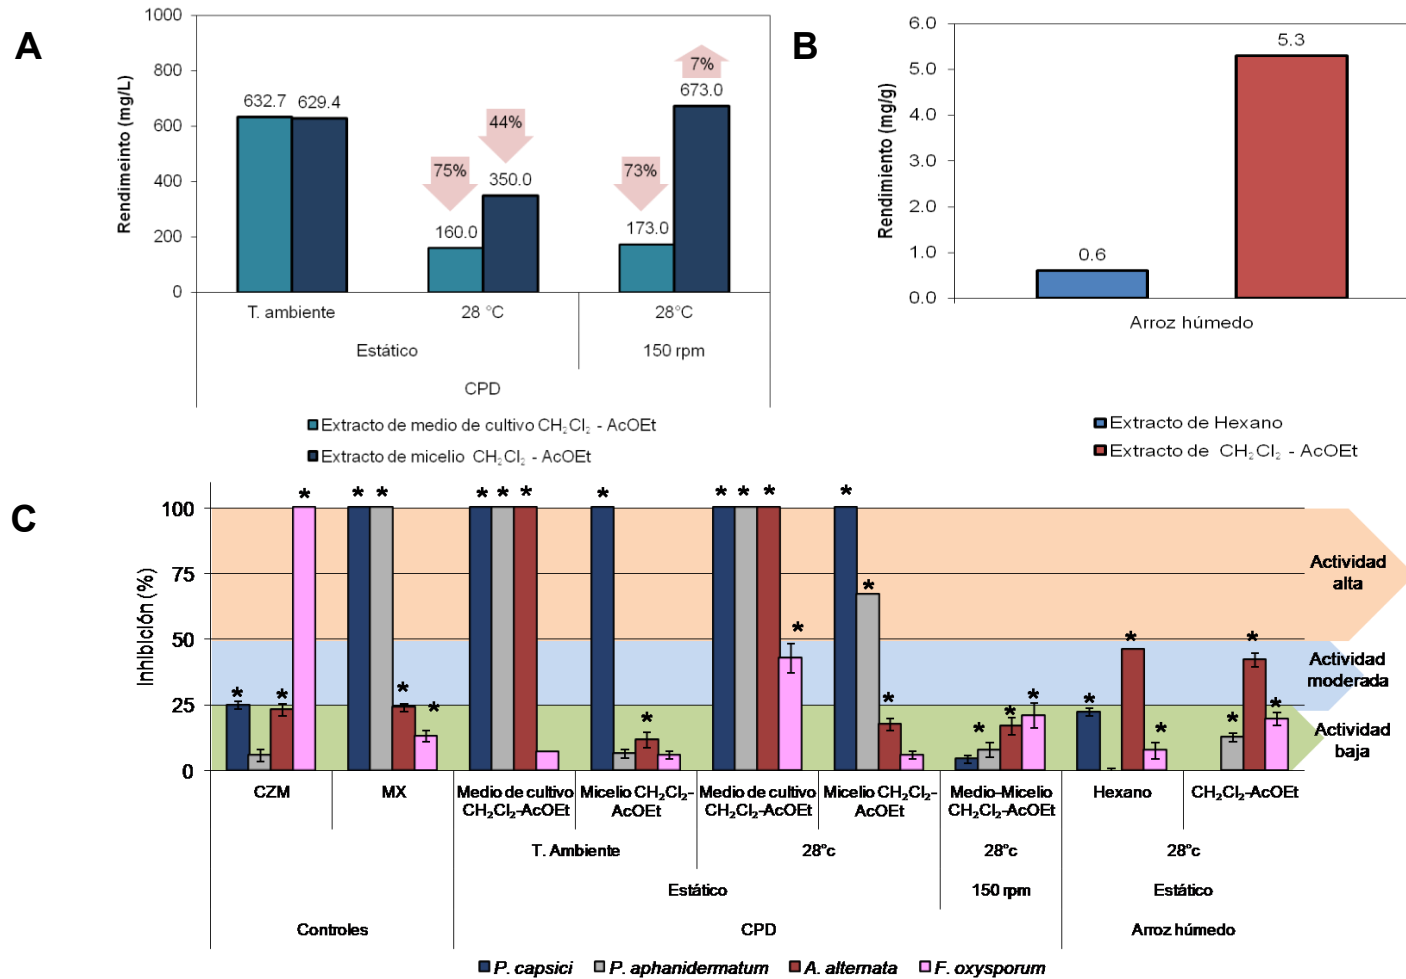 A
Rendimeinto (mg/L)
1000
800
600
400
200
0
632.7 629.4
75%
44%
73%
7%
160.0
350.0
173.0
673.0
T. ambiente
28 °C
28°C
Estático
150 rpm
CPD
Extracto de medio de cultivo CH₂Cl₂ - AcOEt
Extracto de micelio CH₂Cl₂ - AcOEt
B
Rendimiento (mg/g)
6.0
5.0
4.0
3.0
2.0
1.0
0.0
0.6
5.3
Arroz húmedo
Extracto de Hexano
Extracto de CH₂Cl₂ - AcOEt
C
Inhibición (%)
100
75
50
25
0
* * * * * * * * * * * * * * * * * * * * * * * * * * *
Actividad
alta
Actividad
moderada
Actividad
baja
CZM
MX
Medio de cultivo
CH₂Cl₂-AcOEt
Micelio CH₂Cl₂-
AcOEt
Medio de cultivo
CH₂Cl₂-AcOEt
Micelio CH₂Cl₂-
AcOEt
Medio-Micelio
CH₂Cl₂-AcOEt
Hexano
CH₂Cl₂-AcOEt
T. Ambiente
28°c
28°c
28°c
Estático
150 rpm
Estático
Controles
CPD
Arroz húmedo
P. capsici
P. aphanidermatum
A. alternata
F. oxysporum